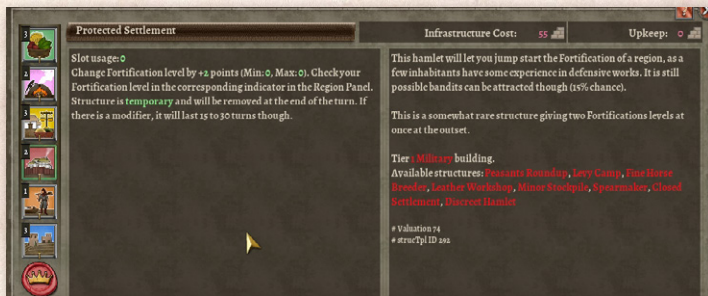 Protected Settlement
Infrastructure Cost: 55
Upkeep: 0
3
2
3
2
1
3
Slot usage:0
Change Fortification level by +2 points (Min: 0, Max: 0). Check your
Fortification level in the corresponding indicator in the Region Panel.
Structure is temporary and will be removed at the end of the turn. If
there is a modifier, it will last 15 to 30 turns though.
This hamlet will let you jump start the Fortification of a region, as a
few inhabitants have some experience in defensive works. It is still
possible bandits can be attracted though (15% chance).
This is a somewhat rare structure giving two Fortifications levels at
once at the outset.
Tier 1 Military building.
Available structures: Peasants Roundup, Levy Camp, Fine Horse
Breeder, Leather Workshop, Minor Stockpile, Spearmaker, Closed
Settlement, Discreet Hamlet
# Valuation 74
# strucTpl ID 292